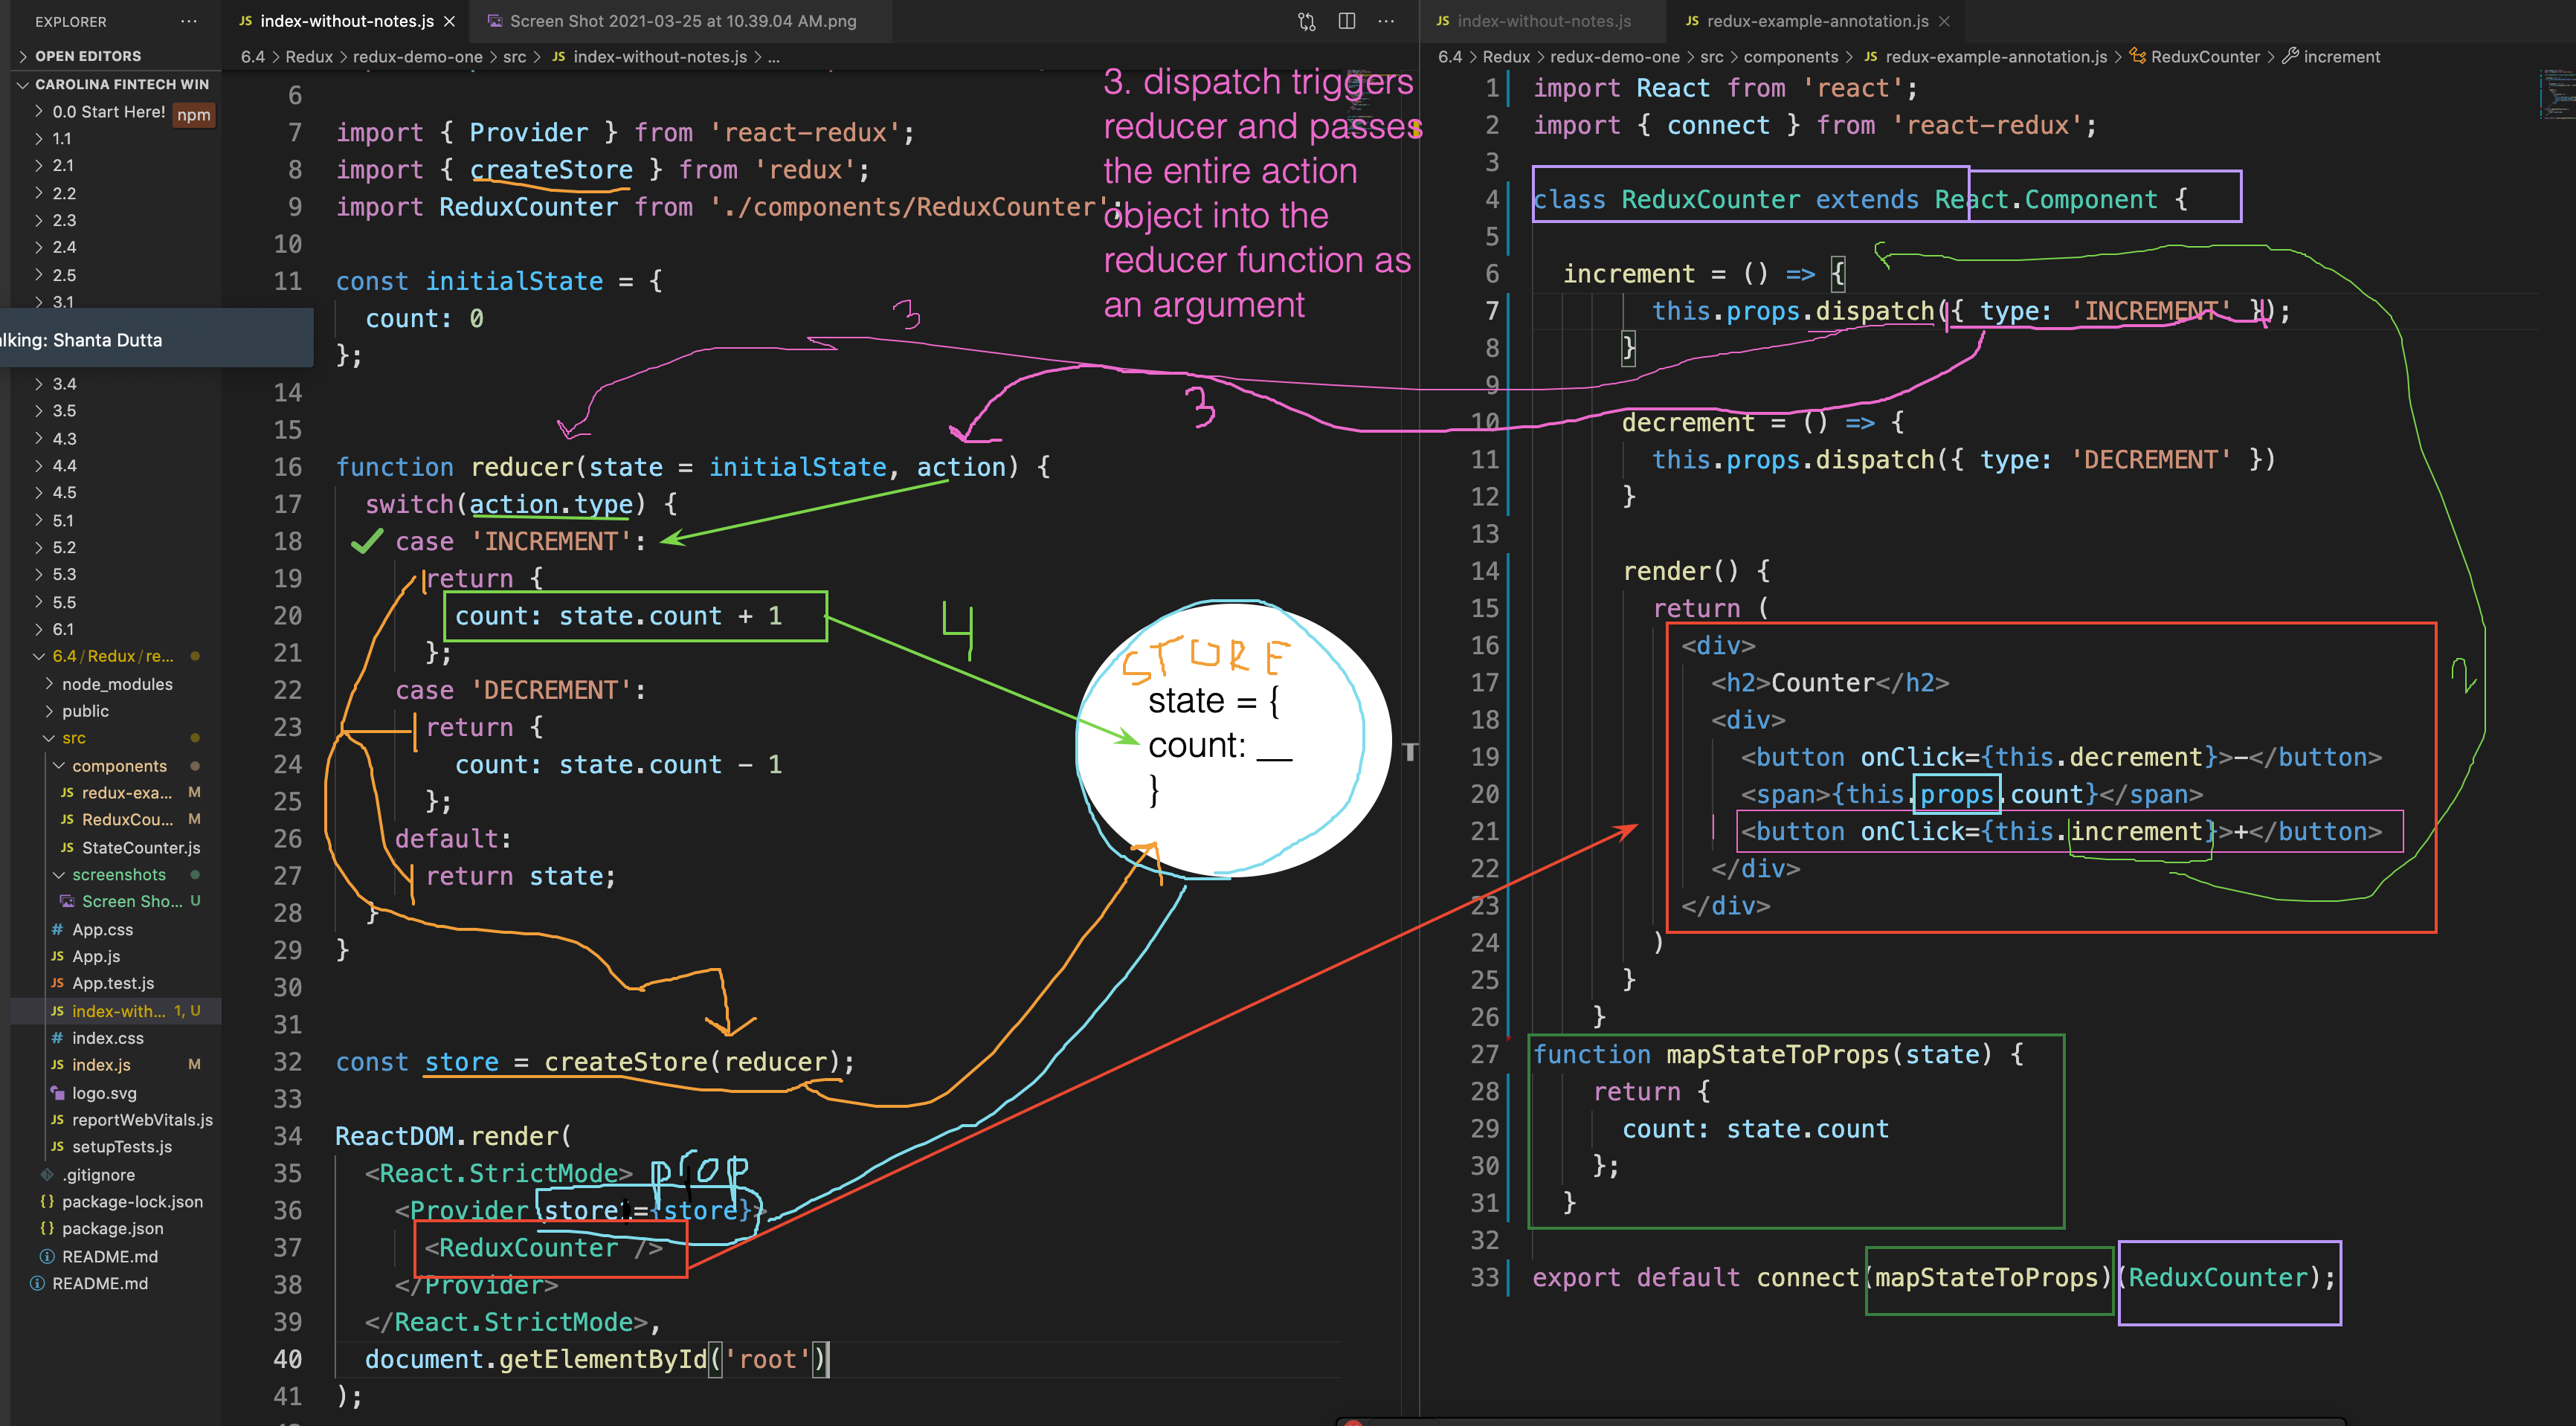 EXPLORER
OPEN EDITORS
CAROLINA FINTECH WIN
0.0 Start Here! npm
1.1
2.1
2.2
2.3
2.4
2.5
3.1
lking: Shanta Dutta
3.4
3.5
4.3
4.4
4.5
5.1
5.2
5.3
5.5
6.1
6.4/Redux/re...
node_modules
public
src
components
JS redux-exa... M
JS ReduxCou... M
JS StateCounter.js
screenshots
Screen Sho... U
# App.css
JS App.js
JS App.test.js
JS index-with... 1, U
# index.css
JS index.js M
logo.svg
JS reportWebVitals.js
JS setupTests.js
.gitignore
{} package-lock.json
{} package.json
README.md
README.md
JS index-without-notes.js
Screen Shot 2021-03-25 at 10.39.04 AM.png
6.4 > Redux > redux-demo-one > src > JS index-without-notes.js > ...
6
7 import { Provider } from 'react-redux';
8 import { createStore } from 'redux';
9 import ReduxCounter from './components/ReduxCounter';
10
11 const initialState = {
count: 0
};
14
15
16 function reducer(state = initialState, action) {
17 switch(action.type) {
18 case 'INCREMENT':
19 return {
20 count: state.count + 1
21 };
22 case 'DECREMENT':
23 return {
24 count: state.count - 1
25 };
26 default:
27 return state;
28 }
29 }
30
31
32 const store = createStore(reducer);
33
34 ReactDOM.render(
35 <React.StrictMode>
36 <Provider store={store}>
37 <ReduxCounter />
38 </Provider>
39 </React.StrictMode>,
40 document.getElementById('root')
41 );
3. dispatch triggers
reducer and passes
the entire action
object into the
reducer function as
an argument
3
3
4
STORE
state = {
count: __
}
prop
T
JS index-without-notes.js
JS redux-example-annotation.js
6.4 > Redux > redux-demo-one > src > components > JS redux-example-annotation.js > ReduxCounter > increment
1 import React from 'react';
2 import { connect } from 'react-redux';
3
4 class ReduxCounter extends React.Component {
5
6 increment = () => {
7 this.props.dispatch({ type: 'INCREMENT' });
8 }
9
10 decrement = () => {
11 this.props.dispatch({ type: 'DECREMENT' })
12 }
13
14 render() {
15 return (
16 <div>
17 <h2>Counter</h2>
18 <div>
19 <button onClick={this.decrement}>-</button>
20 <span>{this.props.count}</span>
21 <button onClick={this.increment}>+</button>
22 </div>
23 </div>
24 )
25 }
26 }
27 function mapStateToProps(state) {
28 return {
29 count: state.count
30 };
31 }
32
33 export default connect(mapStateToProps)(ReduxCounter);
2